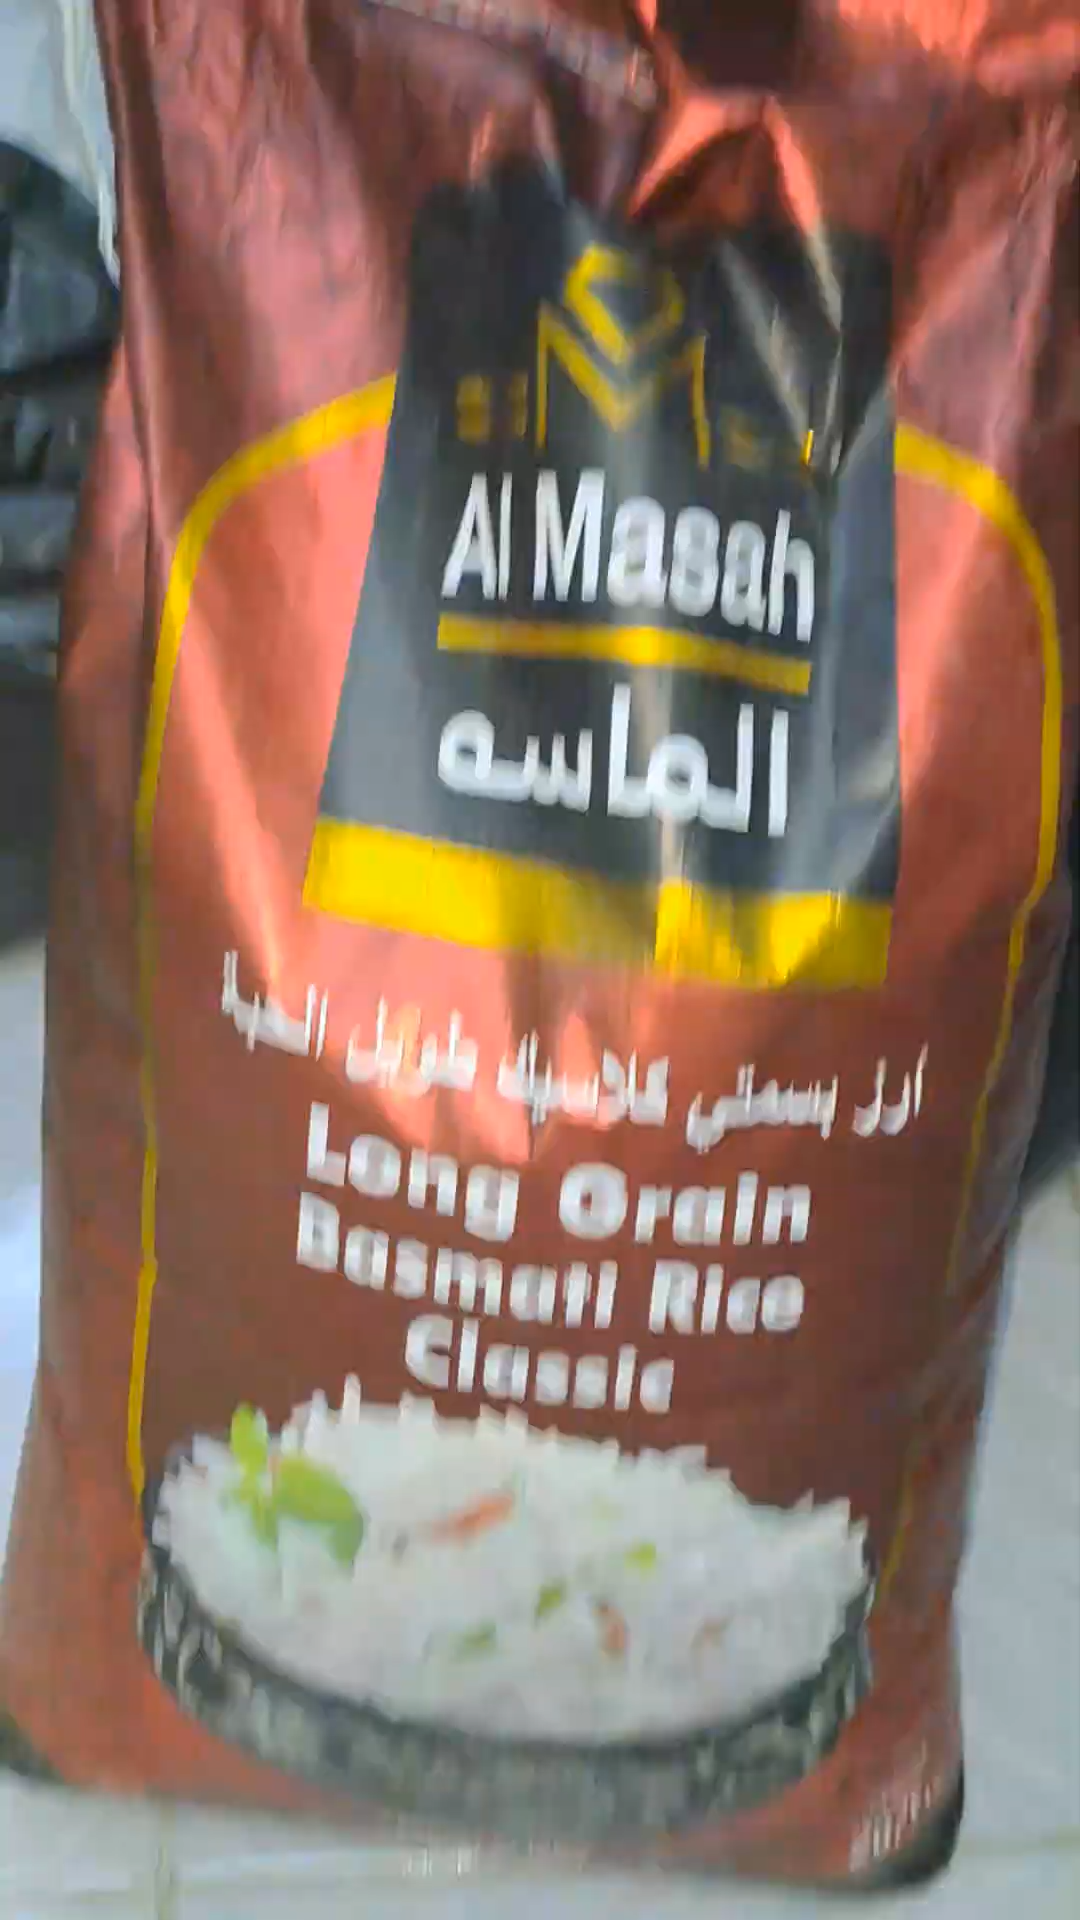 Al Masah
الماسه
أرز بسمتي كلاسيك طويل الحبة
Long Grain
Basmati Rice
Classic